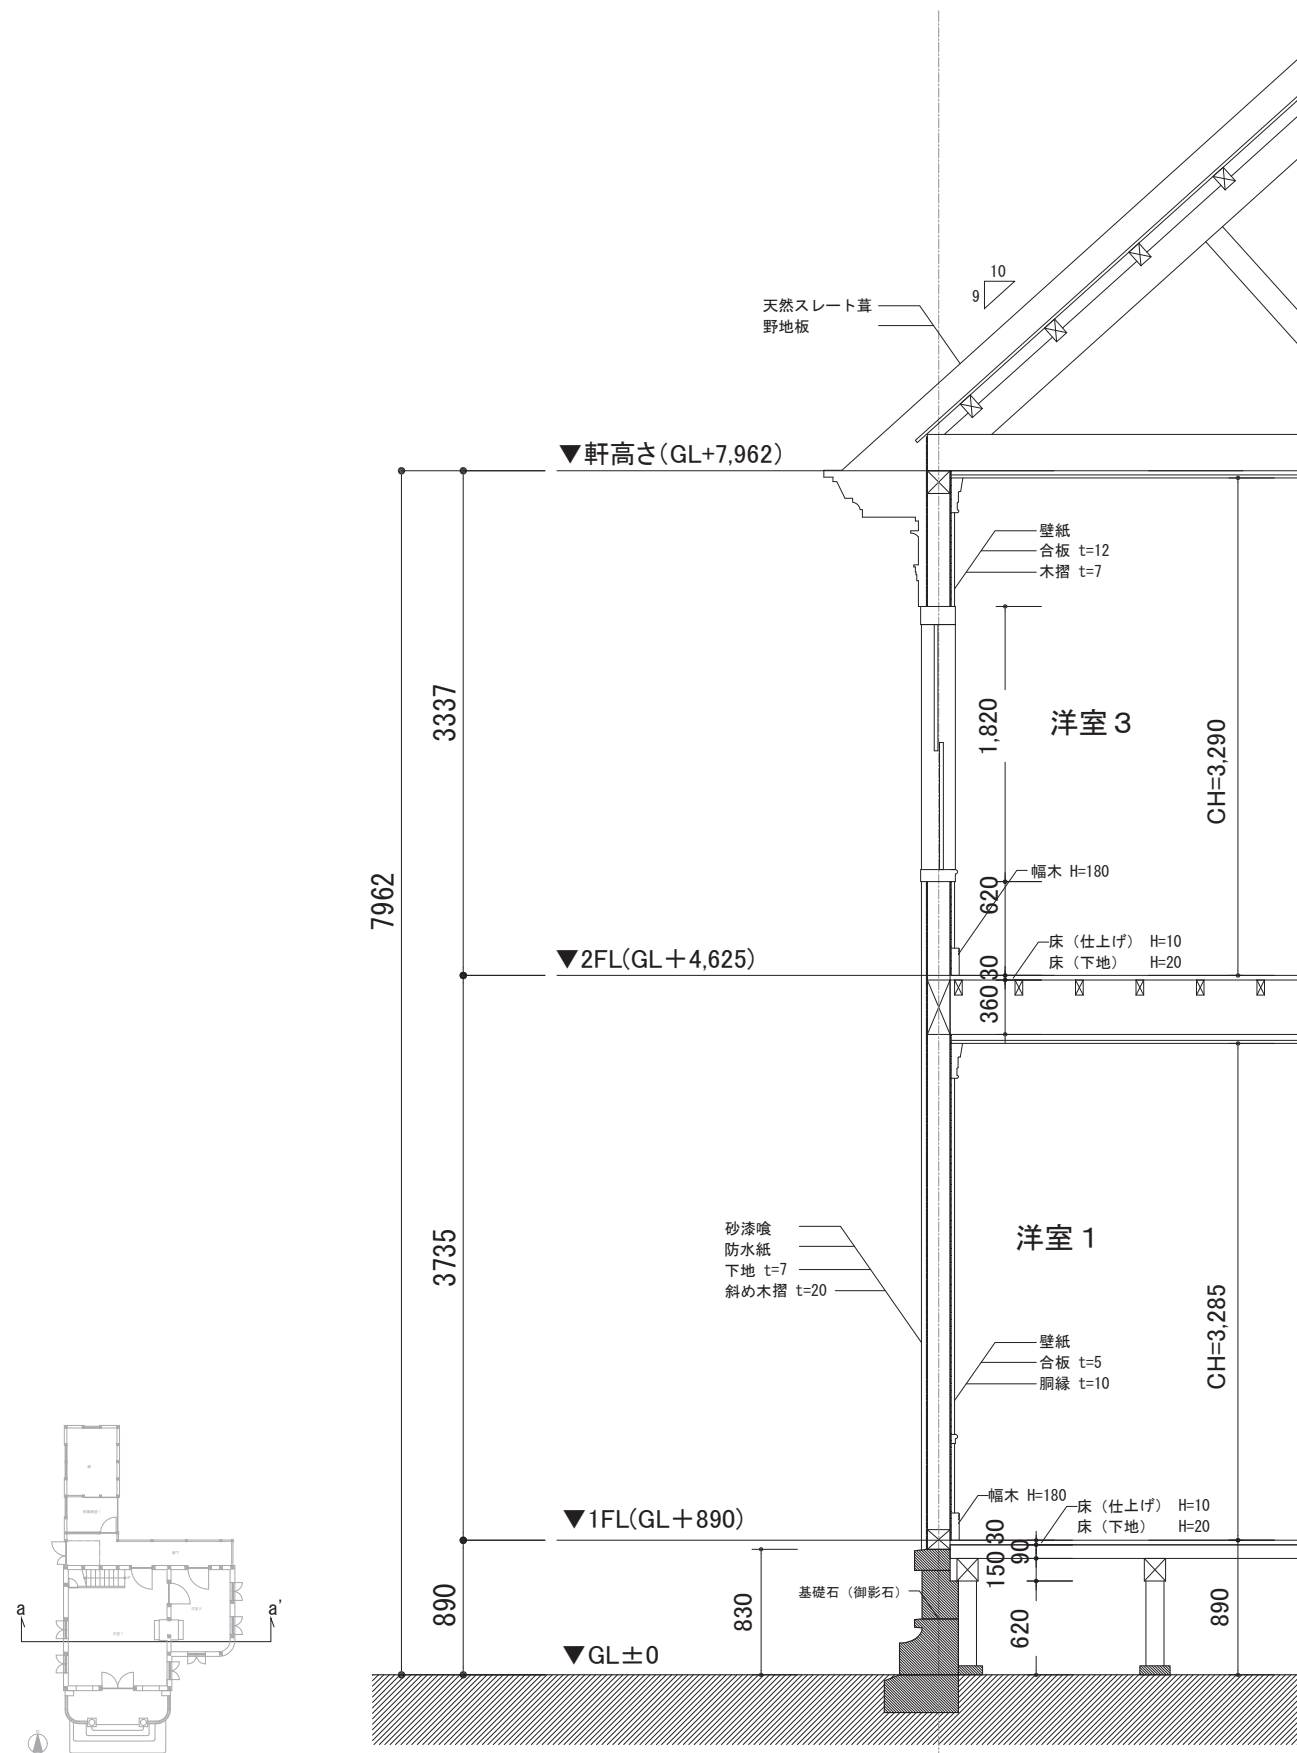 10
9
天然スレート葺
野地板
▼軒高さ(GL+7,962)
壁紙
合板 t=12
木摺 t=7
3337
1,820
洋室3
CH=3,290
7962
幅木 H=180
620
▼2FL(GL+4,625)
床（仕上げ） H=10
床（下地） H=20
30
360
砂漆喰
防水紙
下地 t=7
斜め木摺 t=20
洋室1
3735
CH=3,285
壁紙
合板 t=5
胴縁 t=10
幅木 H=180
▼1FL(GL+890)
床（仕上げ） H=10
床（下地） H=20
30
90
150
基礎石（御影石）
890
830
620
890
a
a'
▼GL±0